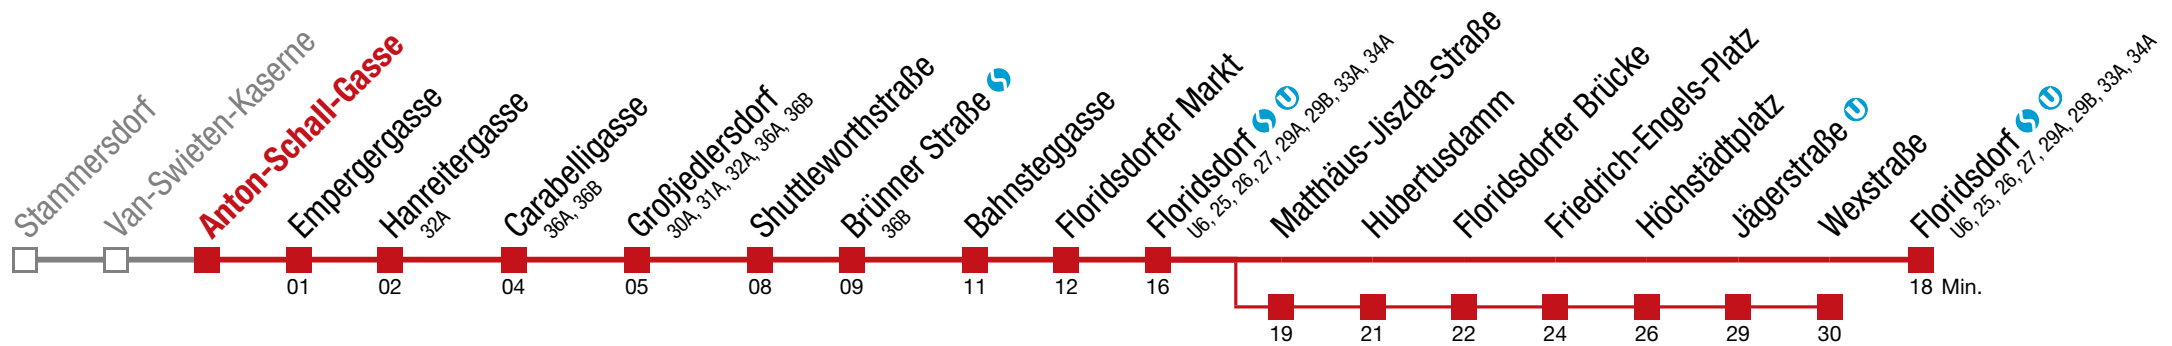 Stammersdorf
Van-Swieten-Kaserne
Anton-Schall-Gasse
Empergergasse
Hanreitergasse
32A
Carabelligasse
36A, 36B
Großjedlersdorf
30A, 31A, 32A, 36A, 36B
Shuttleworthstraße
Brünner Straße S
36B
Bahnsteggasse
Floridsdorfer Markt
Floridsdorf S U
U6, 25, 26, 27, 29A, 29B, 33A, 34A
Matthäus-Jiszda-Straße
Hubertusdamm
Floridsdorfer Brücke
Friedrich-Engels-Platz
Höchstädtplatz
Jägerstraße U
Wexstraße
Floridsdorf S U
U6, 25, 26, 27, 29A, 29B, 33A, 34A
01 02 04 05 08 09 11 12 16 18 Min.
19 21 22 24 26 29 30